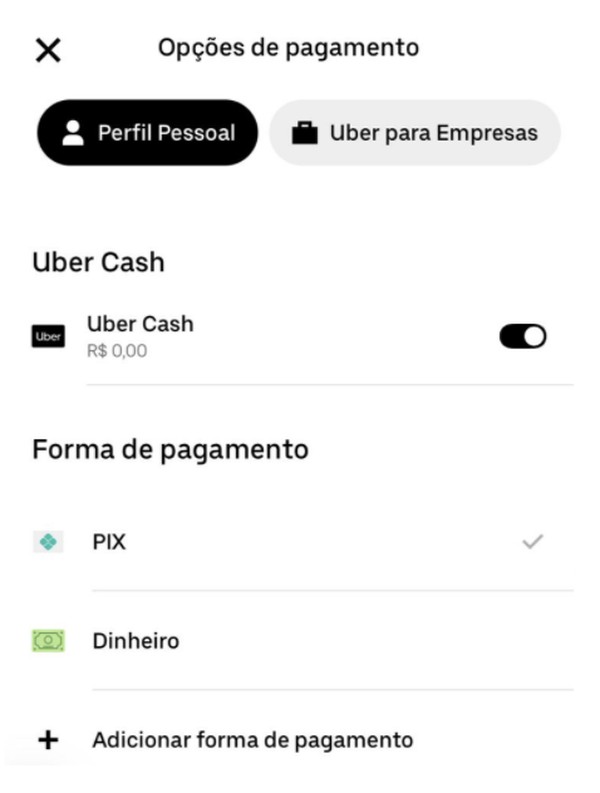 Opções de pagamento
Perfil Pessoal
Uber para Empresas
Uber Cash
Uber
Uber Cash
R$ 0,00
Forma de pagamento
PIX
Dinheiro
Adicionar forma de pagamento